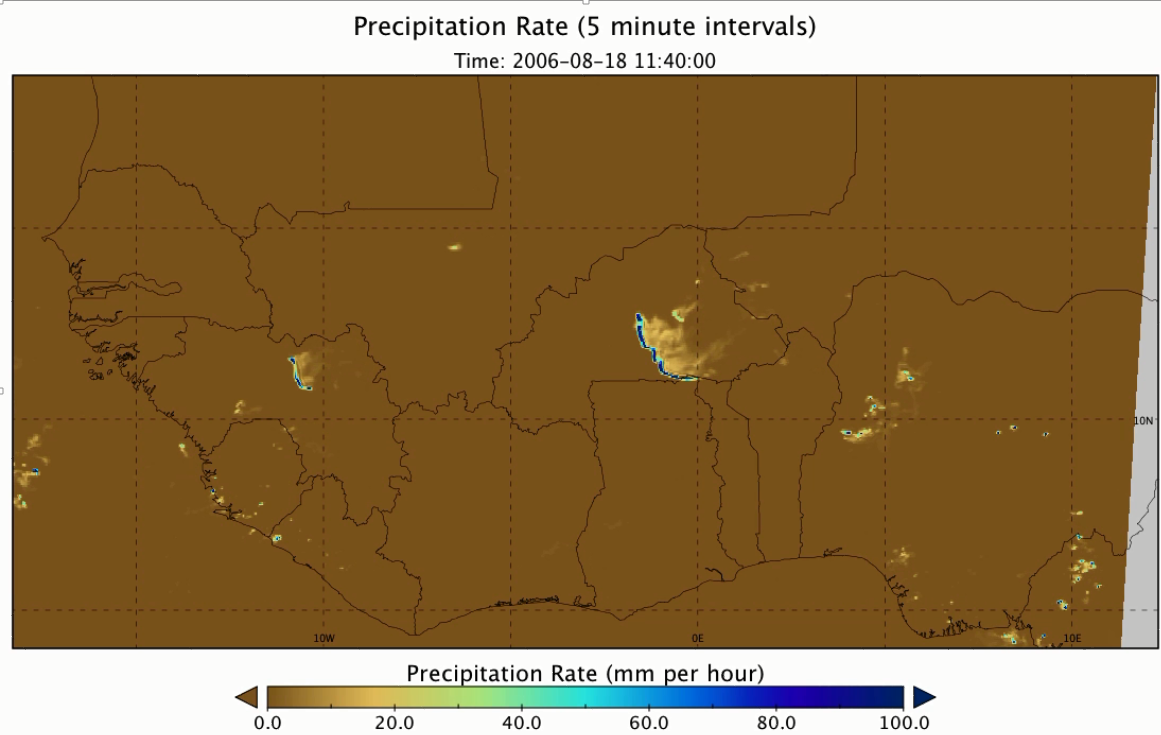 Precipitation Rate (5 minute intervals)
Time: 2006-08-18 11:40:00
10N
10W
0E
10E
Precipitation Rate (mm per hour)
0.0 20.0 40.0 60.0 80.0 100.0